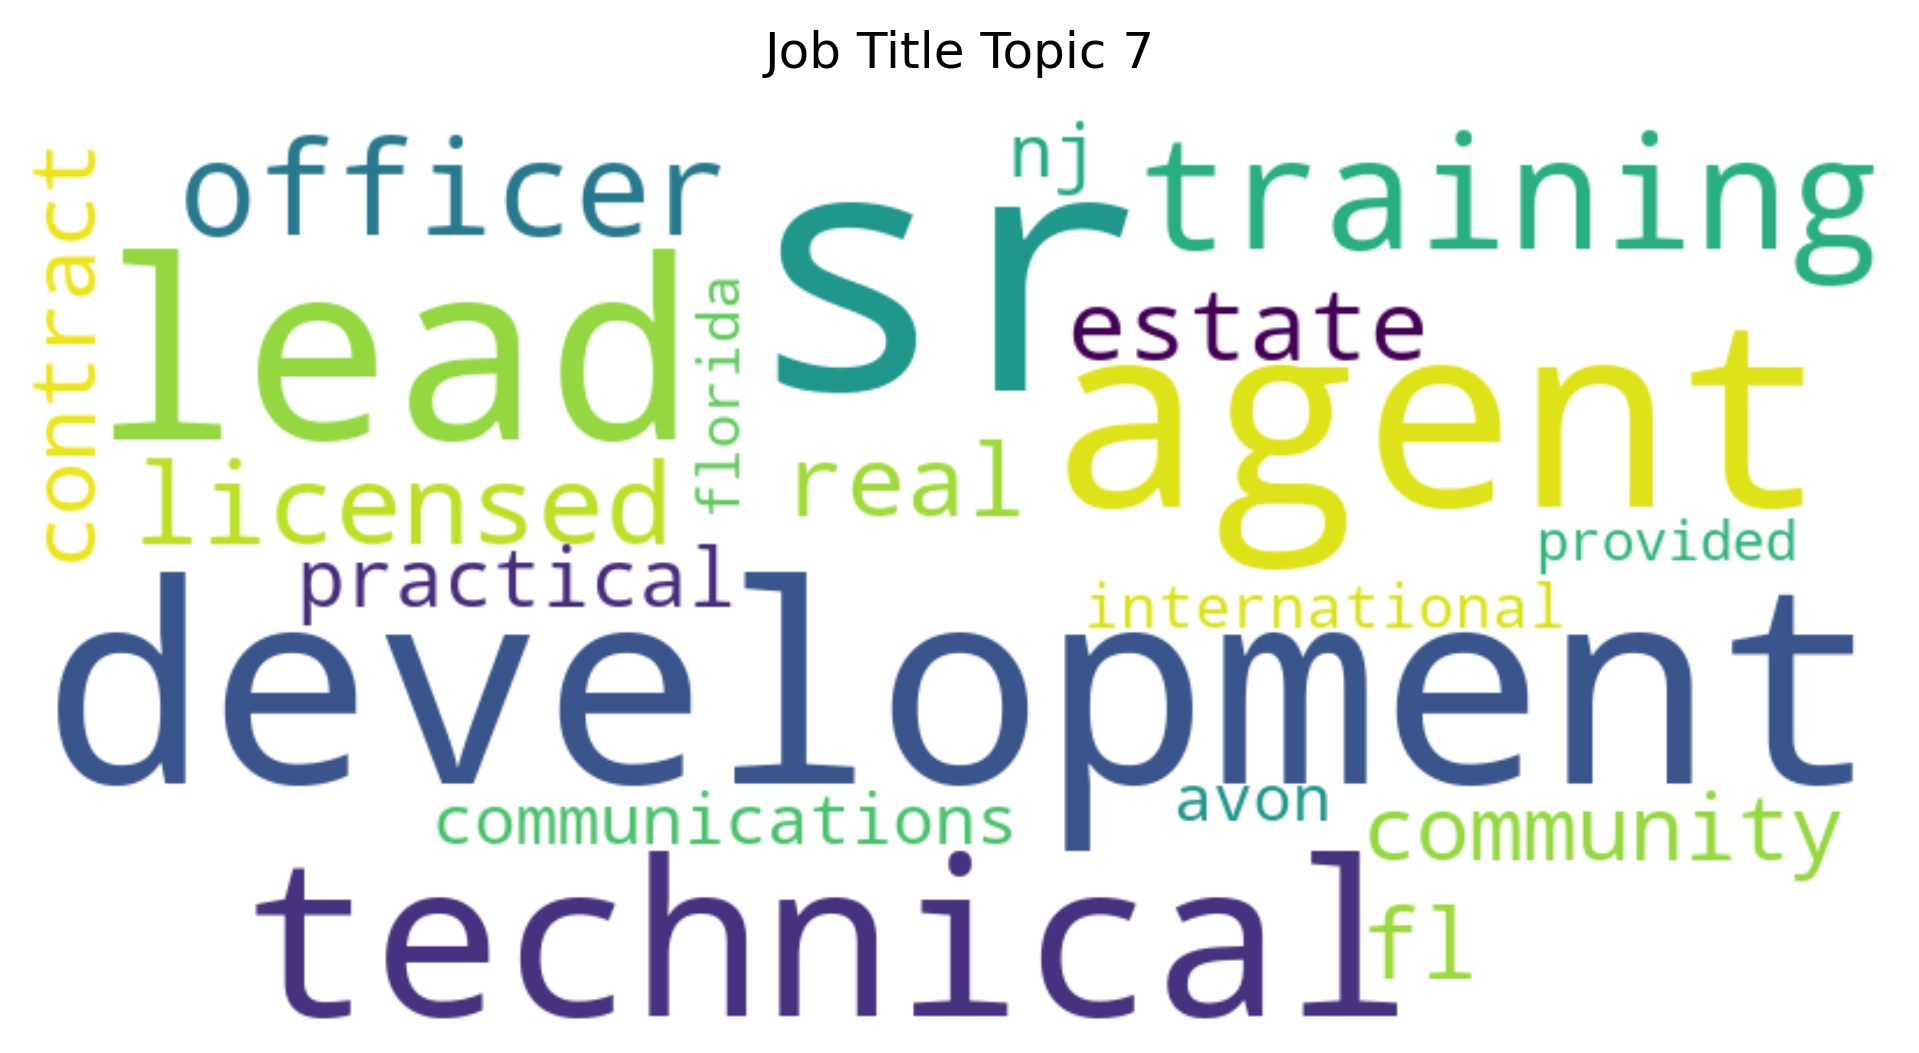 Job Title Topic 7
contract
officer
nj
training
sr
lead
florida
estate
agent
licensed
real
provided
practical
international
development
communications
avon
community
technical
fl